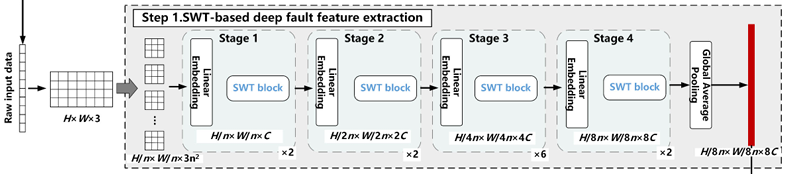 Step 1.SWT-based deep fault feature extraction
Raw input data
H×W×3
H/n×W/n×3n²
Stage 1
Linear Embedding
SWT block
H/n×W/n×C
×2
Stage 2
Linear Embedding
SWT block
H/2n×W/2n×2C
×2
Stage 3
Linear Embedding
SWT block
H/4n×W/4n×4C
×6
Stage 4
Linear Embedding
SWT block
H/8n×W/8n×8C
×2
Global Average
Pooling
H/8n×W/8n×8C